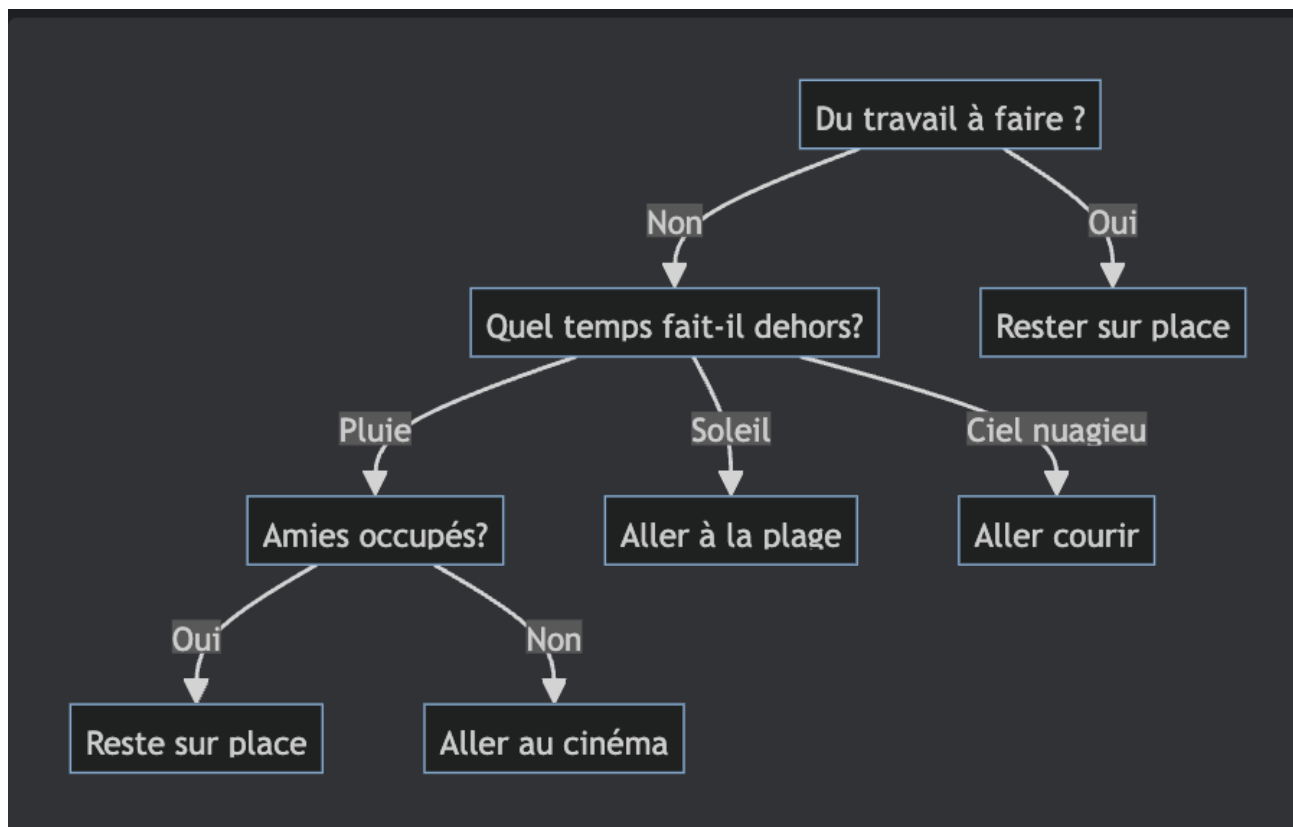 Du travail à faire ?
Non
Oui
Quel temps fait-il dehors?
Rester sur place
Pluie
Soleil
Ciel nuagieu
Amies occupés?
Aller à la plage
Aller courir
Oui
Non
Reste sur place
Aller au cinéma